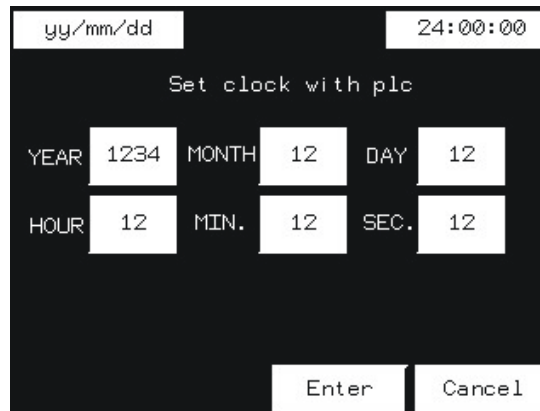 yy/mm/dd 24:00:00
Set clock with plc
YEAR 1234 MONTH 12 DAY 12
HOUR 12 MIN. 12 SEC. 12
Enter Cancel